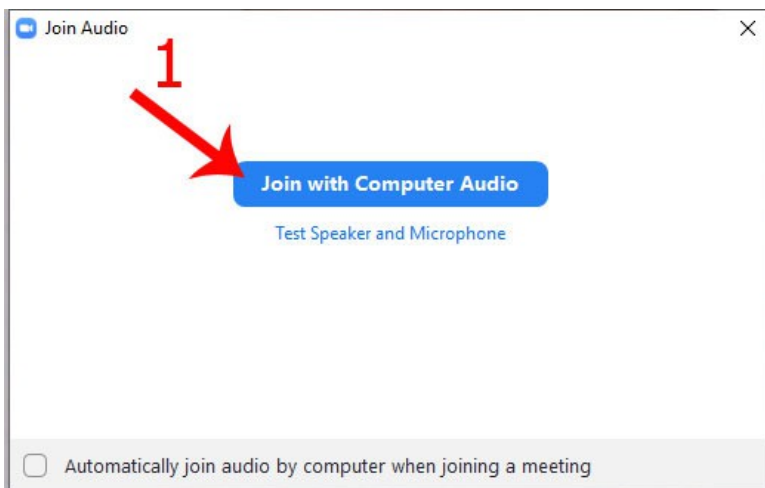 Join Audio
1
Join with Computer Audio
Test Speaker and Microphone
Automatically join audio by computer when joining a meeting